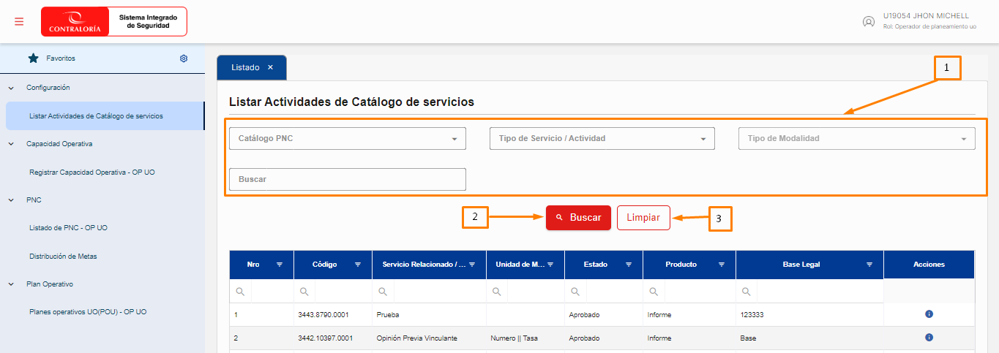 CONTRALORÍA
Sistema Integrado
de Seguridad
U19054 JHON MICHELL
Rol: Operador de planeamiento uo
Favoritos
Configuración
Listar Actividades de Catálogo de servicios
Capacidad Operativa
Registrar Capacidad Operativa - OP UO
PNC
Listado de PNC - OP UO
Distribución de Metas
Plan Operativo
Planes operativos UO(POU) - OP UO
Listado ×
1
Listar Actividades de Catálogo de servicios
Catálogo PNC Tipo de Servicio / Actividad Tipo de Modalidad
Buscar
2 Buscar Limpiar 3
Nro Código Servicio Relacionado / ... Unidad de M... Estado Producto Base Legal Acciones
1 3443.8790.0001 Prueba Aprobado Informe 123333
2 3442.10397.0001 Opinión Previa Vinculante Numero || Tasa Aprobado Informe Base